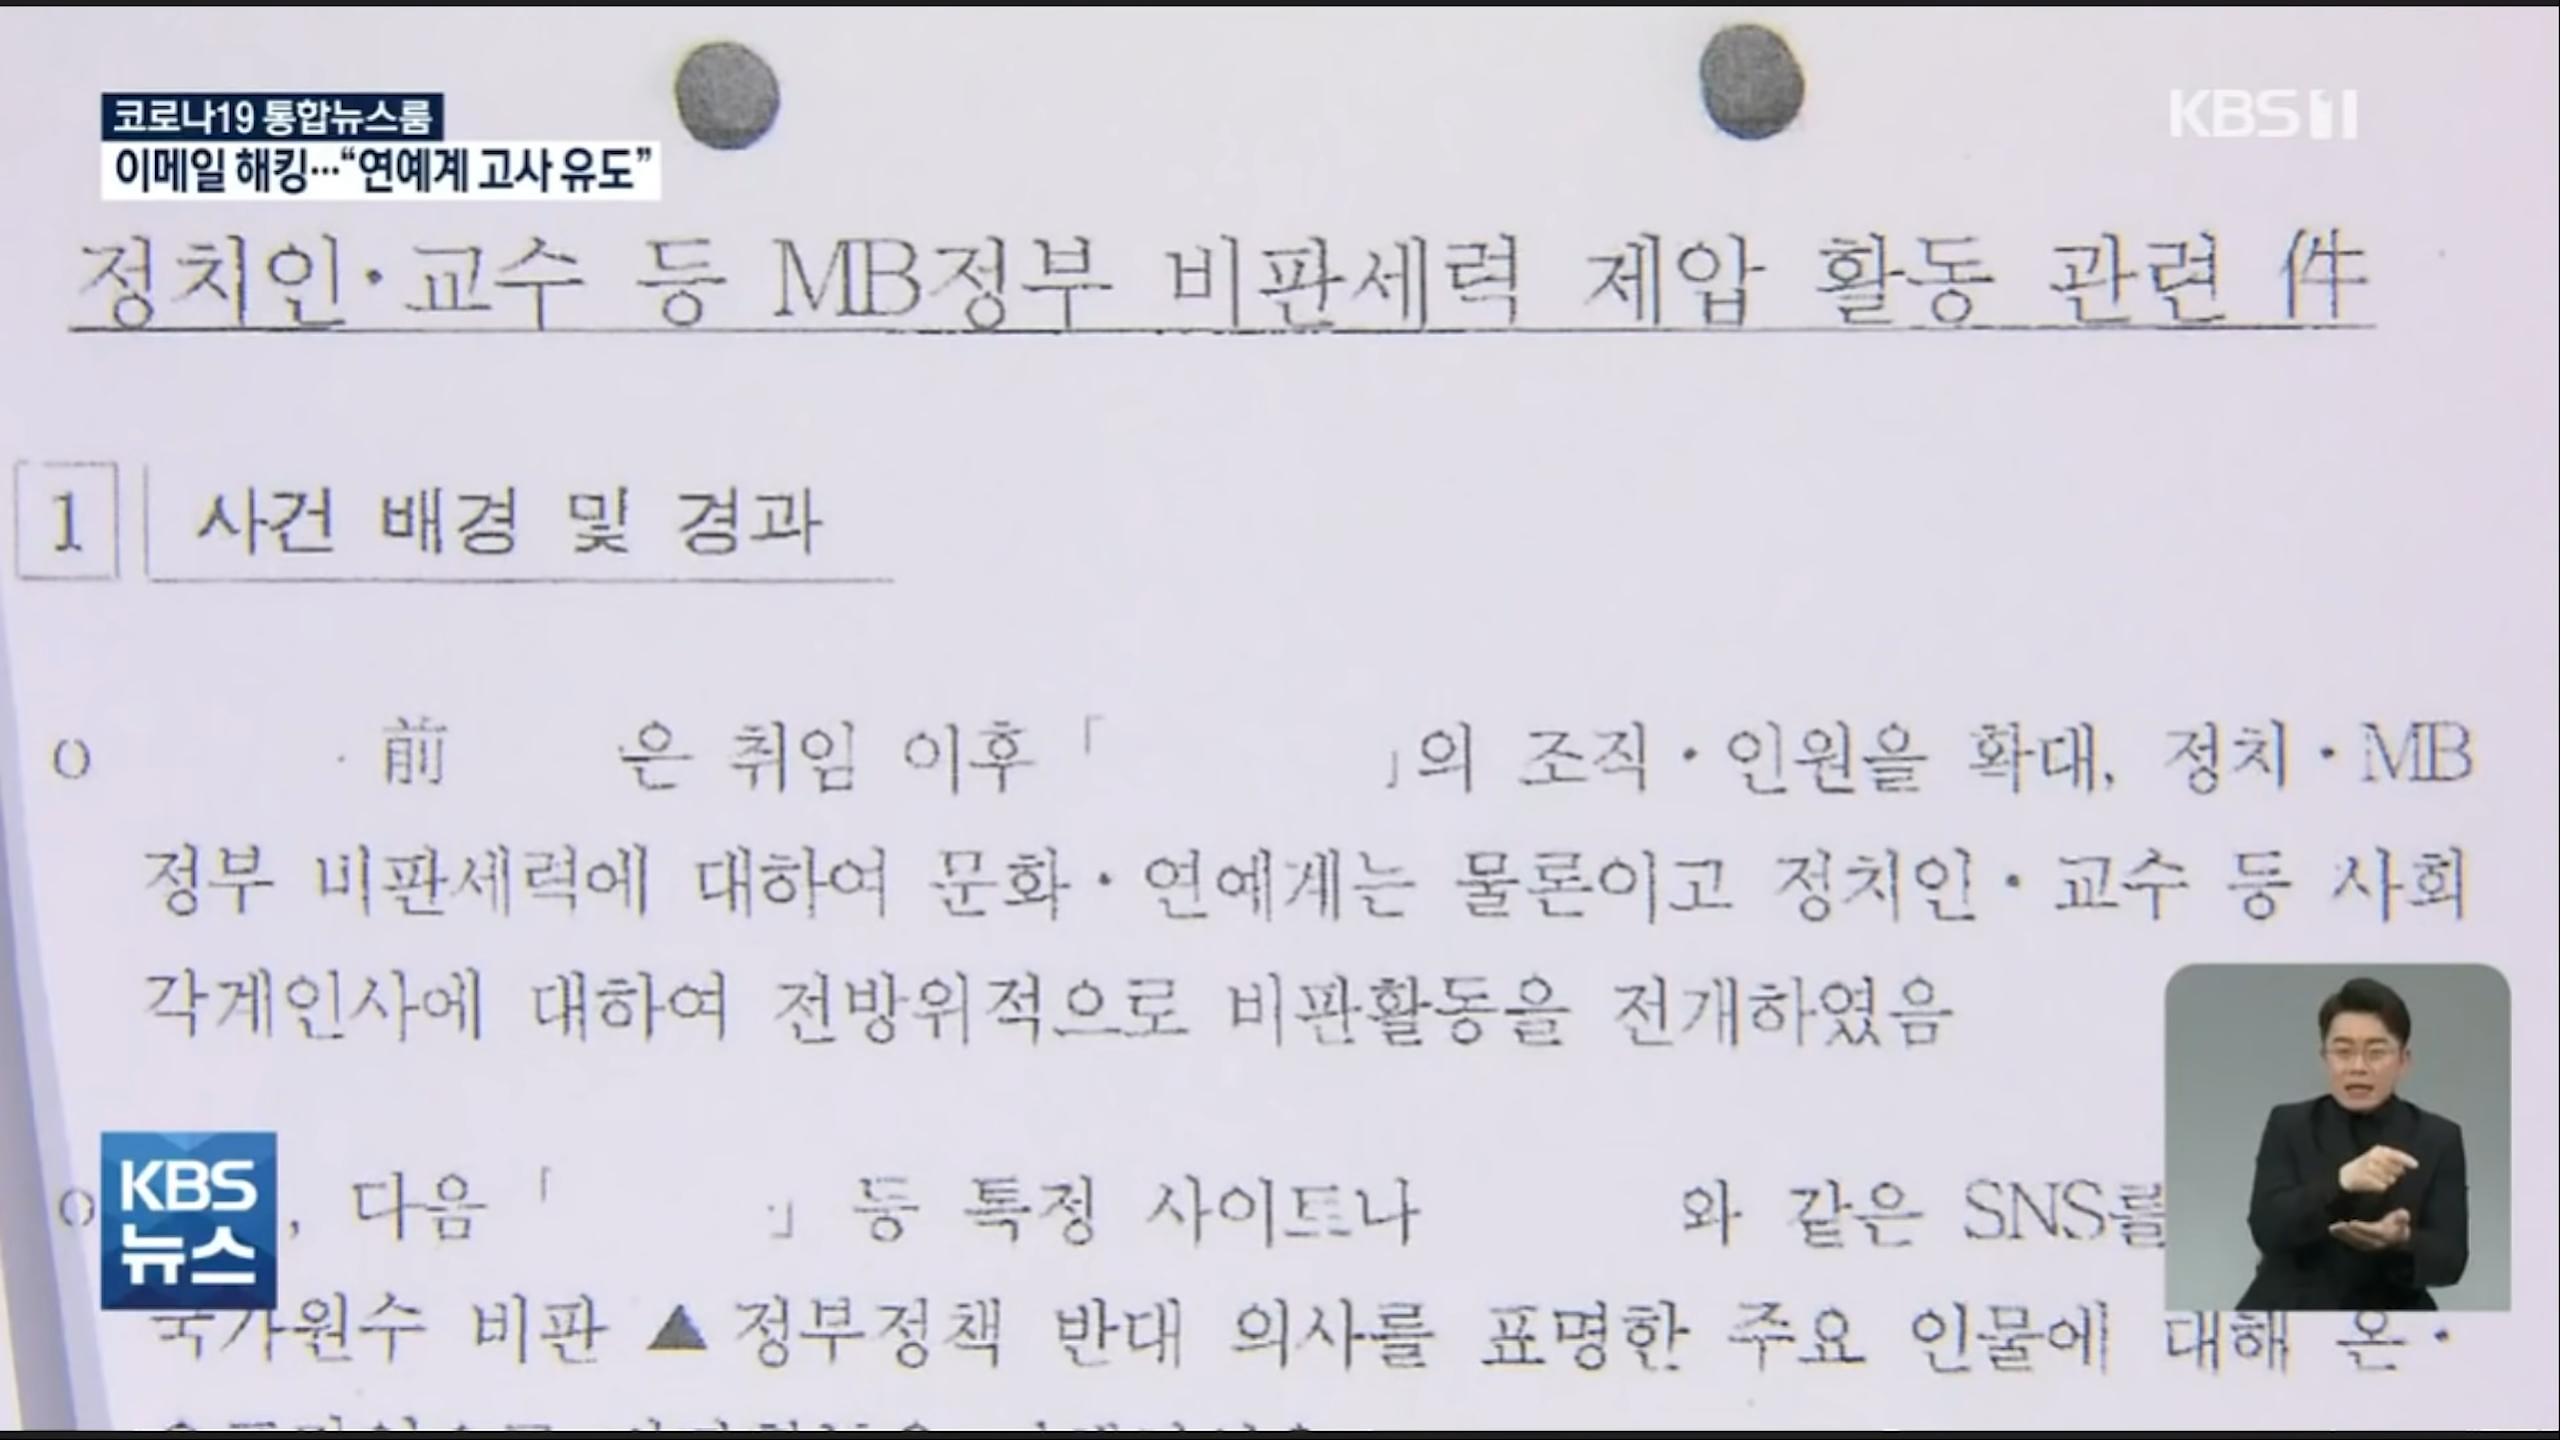 코로나19 통합뉴스룸
KBS 1
이메일 해킹…“연예계 고사 유도”
정치인·교수 등 MB정부 비판세력 제압 활동 관련 件
1 사건 배경 및 경과
o 前 은 취임 이후 「 」의 조직·인원을 확대, 정치·MB
정부 비판세력에 대하여 문화·연예계는 물론이고 정치인·교수 등 사회
각계인사에 대하여 전방위적으로 비판활동을 전개하였음
o , 다음 「 」 등 특정 사이트나 와 같은 SNS를
국가원수 비판 ▲정부정책 반대 의사를 표명한 주요 인물에 대해 온·
KBS
뉴스